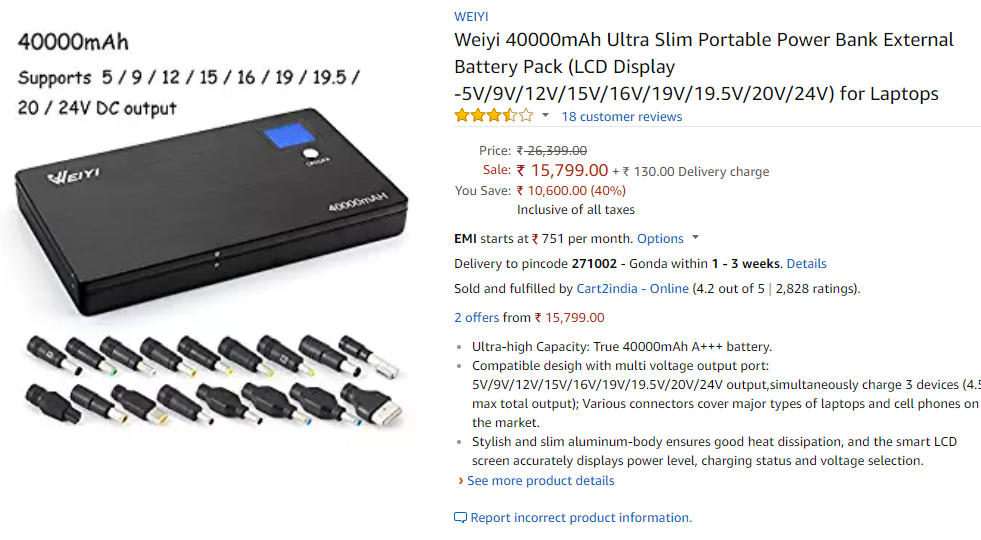 40000mAh
Supports 5 / 9 / 12 / 15 / 16 / 19 / 19.5 /
20 / 24V DC output
WEIYI
ON/OFF
40000mAH
WEIYI
Weiyi 40000mAh Ultra Slim Portable Power Bank External
Battery Pack (LCD Display
-5V/9V/12V/15V/16V/19V/19.5V/20V/24V) for Laptops
18 customer reviews
Price: ₹ 26,399.00
Sale: ₹ 15,799.00 + ₹ 130.00 Delivery charge
You Save: ₹ 10,600.00 (40%)
Inclusive of all taxes
EMI starts at ₹ 751 per month. Options
Delivery to pincode 271002 - Gonda within 1 - 3 weeks. Details
Sold and fulfilled by Cart2india - Online (4.2 out of 5 | 2,828 ratings).
2 offers from ₹ 15,799.00
• Ultra-high Capacity: True 40000mAh A+++ battery.
• Compatible desigh with multi voltage output port:
5V/9V/12V/15V/16V/19V/19.5V/20V/24V output,simultaneously charge 3 devices (4.5
max total output); Various connectors cover major types of laptops and cell phones on
the market.
• Stylish and slim aluminum-body ensures good heat dissipation, and the smart LCD
screen accurately displays power level, charging status and voltage selection.
› See more product details
Report incorrect product information.